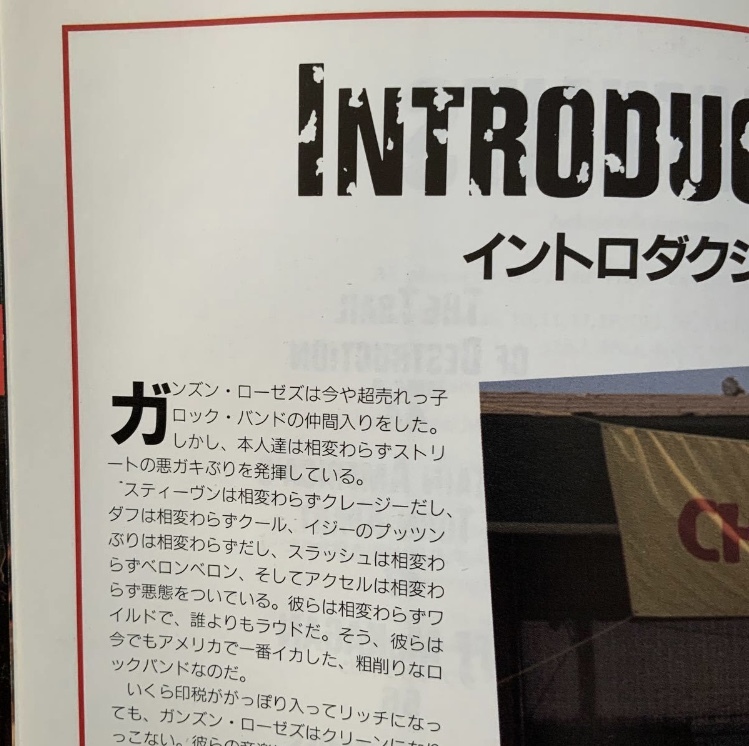 INTRODUC
イントロダクシ
ガンズン・ローゼズは今や超売れっ子
ロック・バンドの仲間入りをした。
しかし、本人達は相変わらずストリ
ートの悪ガキぶりを発揮している。
スティーヴンは相変わらずクレージーだし、
ダフは相変わらずクール、イジーのプッツン
ぶりは相変わらずだし、スラッシュは相変わ
らずベロンベロン、そしてアクセルは相変わ
らず悪態をついている。彼らは相変わらずワ
イルドで、誰よりもラウドだ。そう、彼らは
今でもアメリカで一番イカした、粗削りなロ
ックバンドなのだ。
いくら印税ががっぽり入ってリッチになっ
ても、ガンズン・ローゼズはクリーンになり
っこない。彼らの音楽
CH